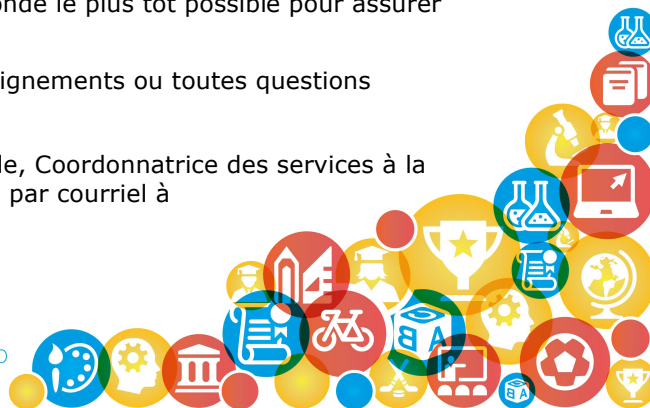 onde le plus tôt possible pour assurer
ignements ou toutes questions
le, Coordonnatrice des services à la
par courriel à
B A
B A